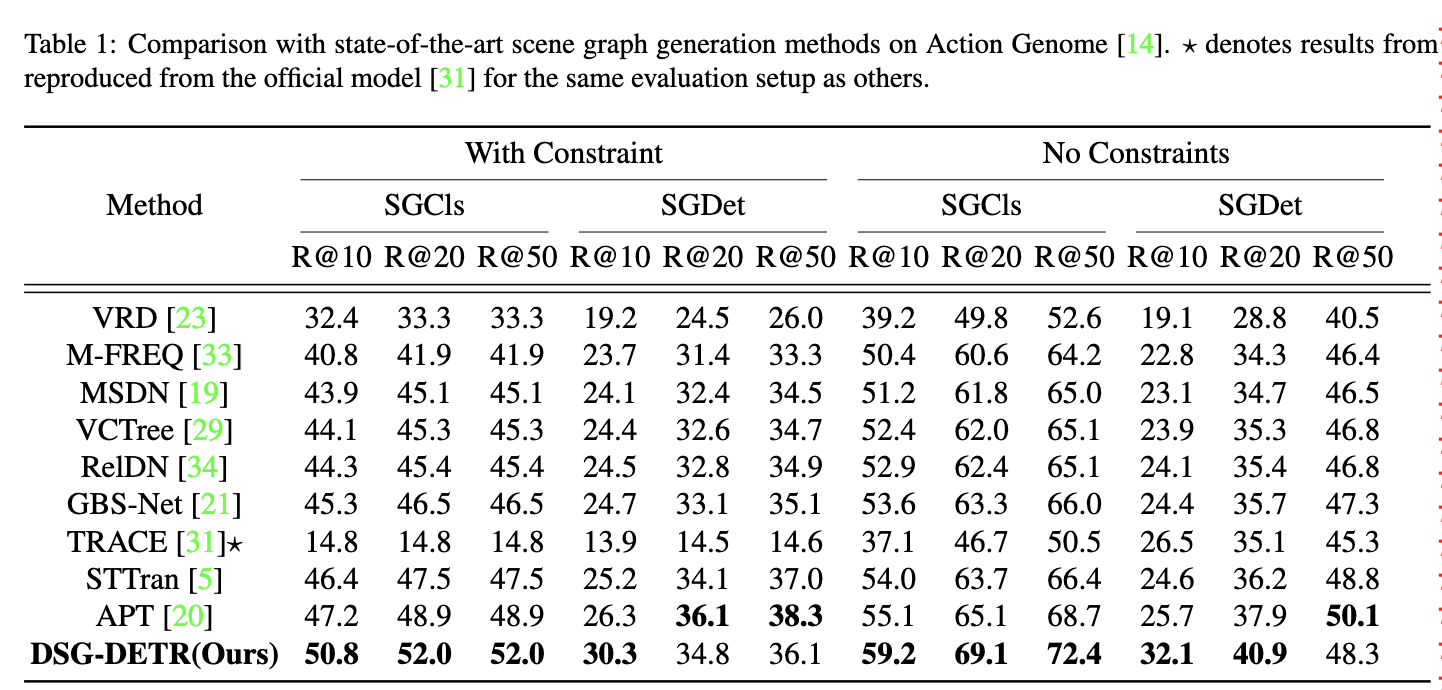 Table 1: Comparison with state-of-the-art scene graph generation methods on Action Genome [14]. ⋆ denotes results from
reproduced from the official model [31] for the same evaluation setup as others.
With Constraint No Constraints
Method SGCls SGDet SGCls SGDet
R@10 R@20 R@50 R@10 R@20 R@50 R@10 R@20 R@50 R@10 R@20 R@50
VRD [23] 32.4 33.3 33.3 19.2 24.5 26.0 39.2 49.8 52.6 19.1 28.8 40.5
M-FREQ [33] 40.8 41.9 41.9 23.7 31.4 33.3 50.4 60.6 64.2 22.8 34.3 46.4
MSDN [19] 43.9 45.1 45.1 24.1 32.4 34.5 51.2 61.8 65.0 23.1 34.7 46.5
VCTree [29] 44.1 45.3 45.3 24.4 32.6 34.7 52.4 62.0 65.1 23.9 35.3 46.8
RelDN [34] 44.3 45.4 45.4 24.5 32.8 34.9 52.9 62.4 65.1 24.1 35.4 46.8
GBS-Net [21] 45.3 46.5 46.5 24.7 33.1 35.1 53.6 63.3 66.0 24.4 35.7 47.3
TRACE [31]⋆ 14.8 14.8 14.8 13.9 14.5 14.6 37.1 46.7 50.5 26.5 35.1 45.3
STTran [5] 46.4 47.5 47.5 25.2 34.1 37.0 54.0 63.7 66.4 24.6 36.2 48.8
APT [20] 47.2 48.9 48.9 26.3 36.1 38.3 55.1 65.1 68.7 25.7 37.9 50.1
DSG-DETR(Ours) 50.8 52.0 52.0 30.3 34.8 36.1 59.2 69.1 72.4 32.1 40.9 48.3